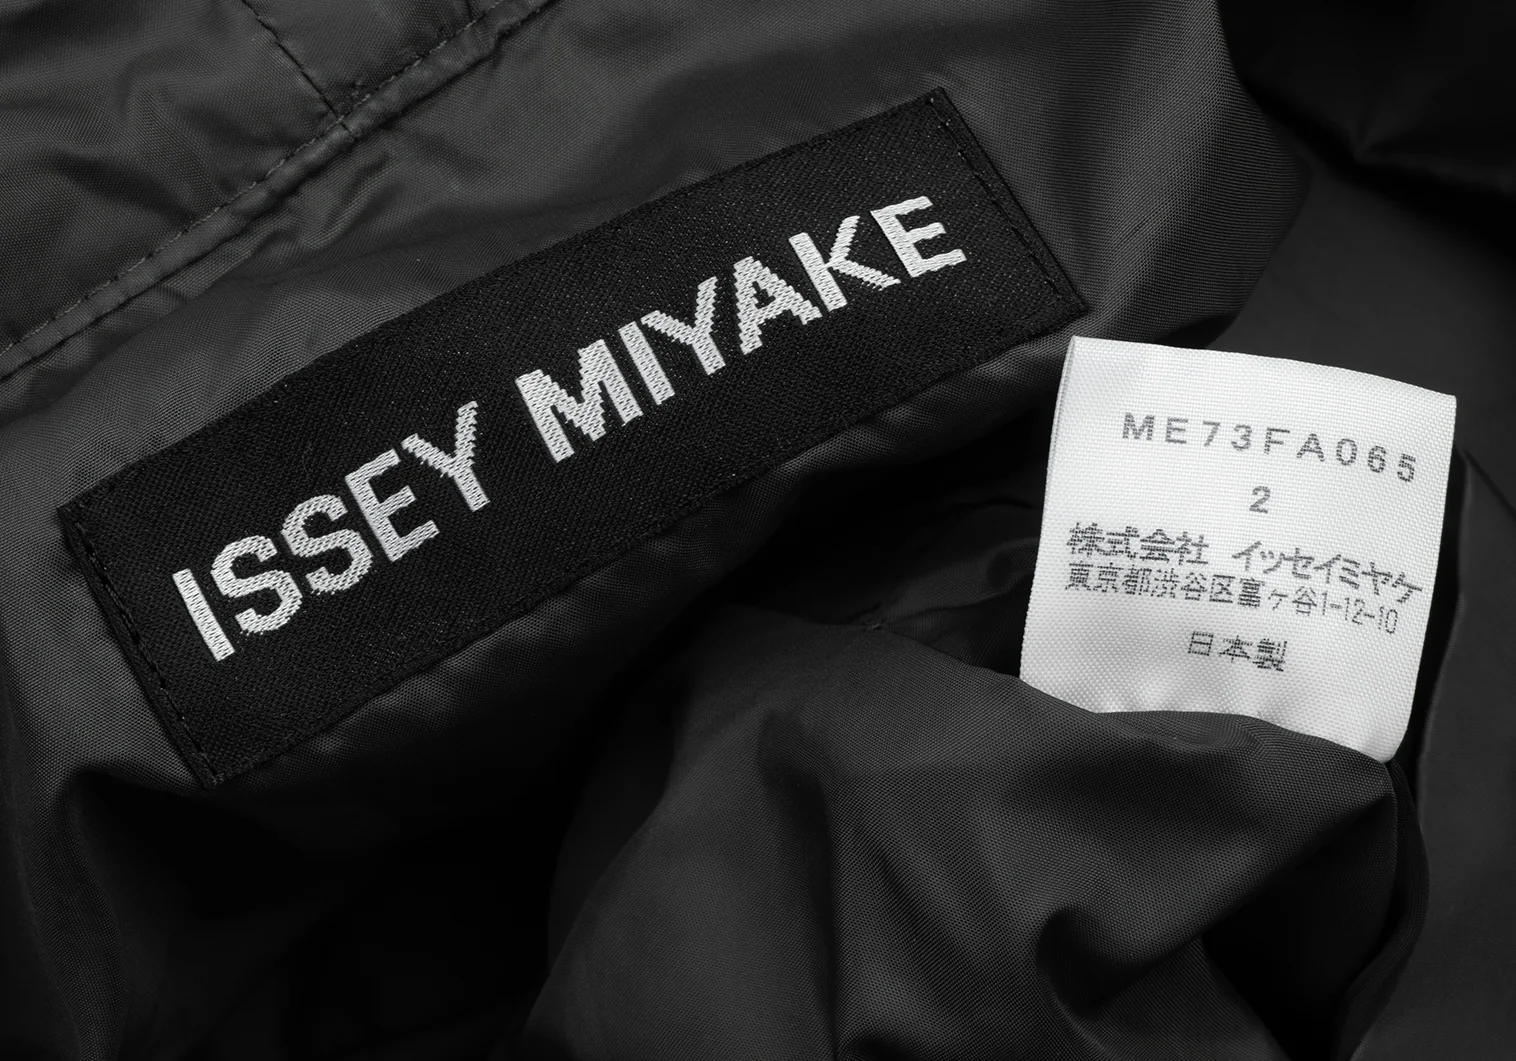 ISSEY MIYAKE
ME73FA065
2
株式会社 イッセイミヤケ
東京都渋谷区富ヶ谷1-12-10
日本製